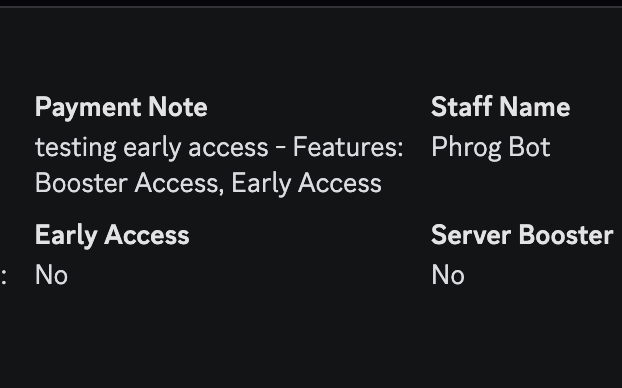 Payment Note
Staff Name
testing early access - Features:
Phrog Bot
Booster Access, Early Access
Early Access
Server Booster
:
No
No